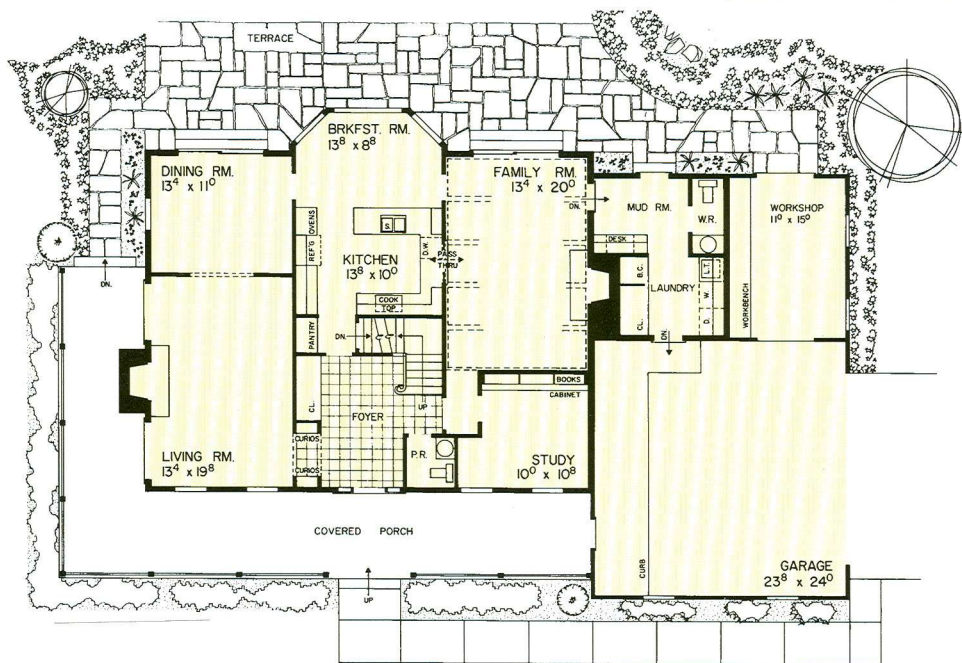 TERRACE
BRKFST. RM.
13⁸ x 8⁸
DINING RM.
13⁴ x 11⁰
FAMILY RM.
13⁴ x 20⁰
DN.
MUD RM.
W.R.
WORKSHOP
11⁰ x 15⁰
OVENS
REF'G
S.
D.W.
PASS
THRU
KITCHEN
13⁸ x 10⁰
COOK
TOP
DESK
B.C.
CL.
LAUNDRY
L.T.
W.
D.
WORKBENCH
DN.
DN.
PANTRY
DN.
CL.
FOYER
UP
BOOKS
CABINET
CURIOS
CURIOS
P.R.
LIVING RM.
13⁴ x 19⁸
STUDY
10⁰ x 10⁸
COVERED PORCH
CURB
GARAGE
23⁸ x 24⁰
UP